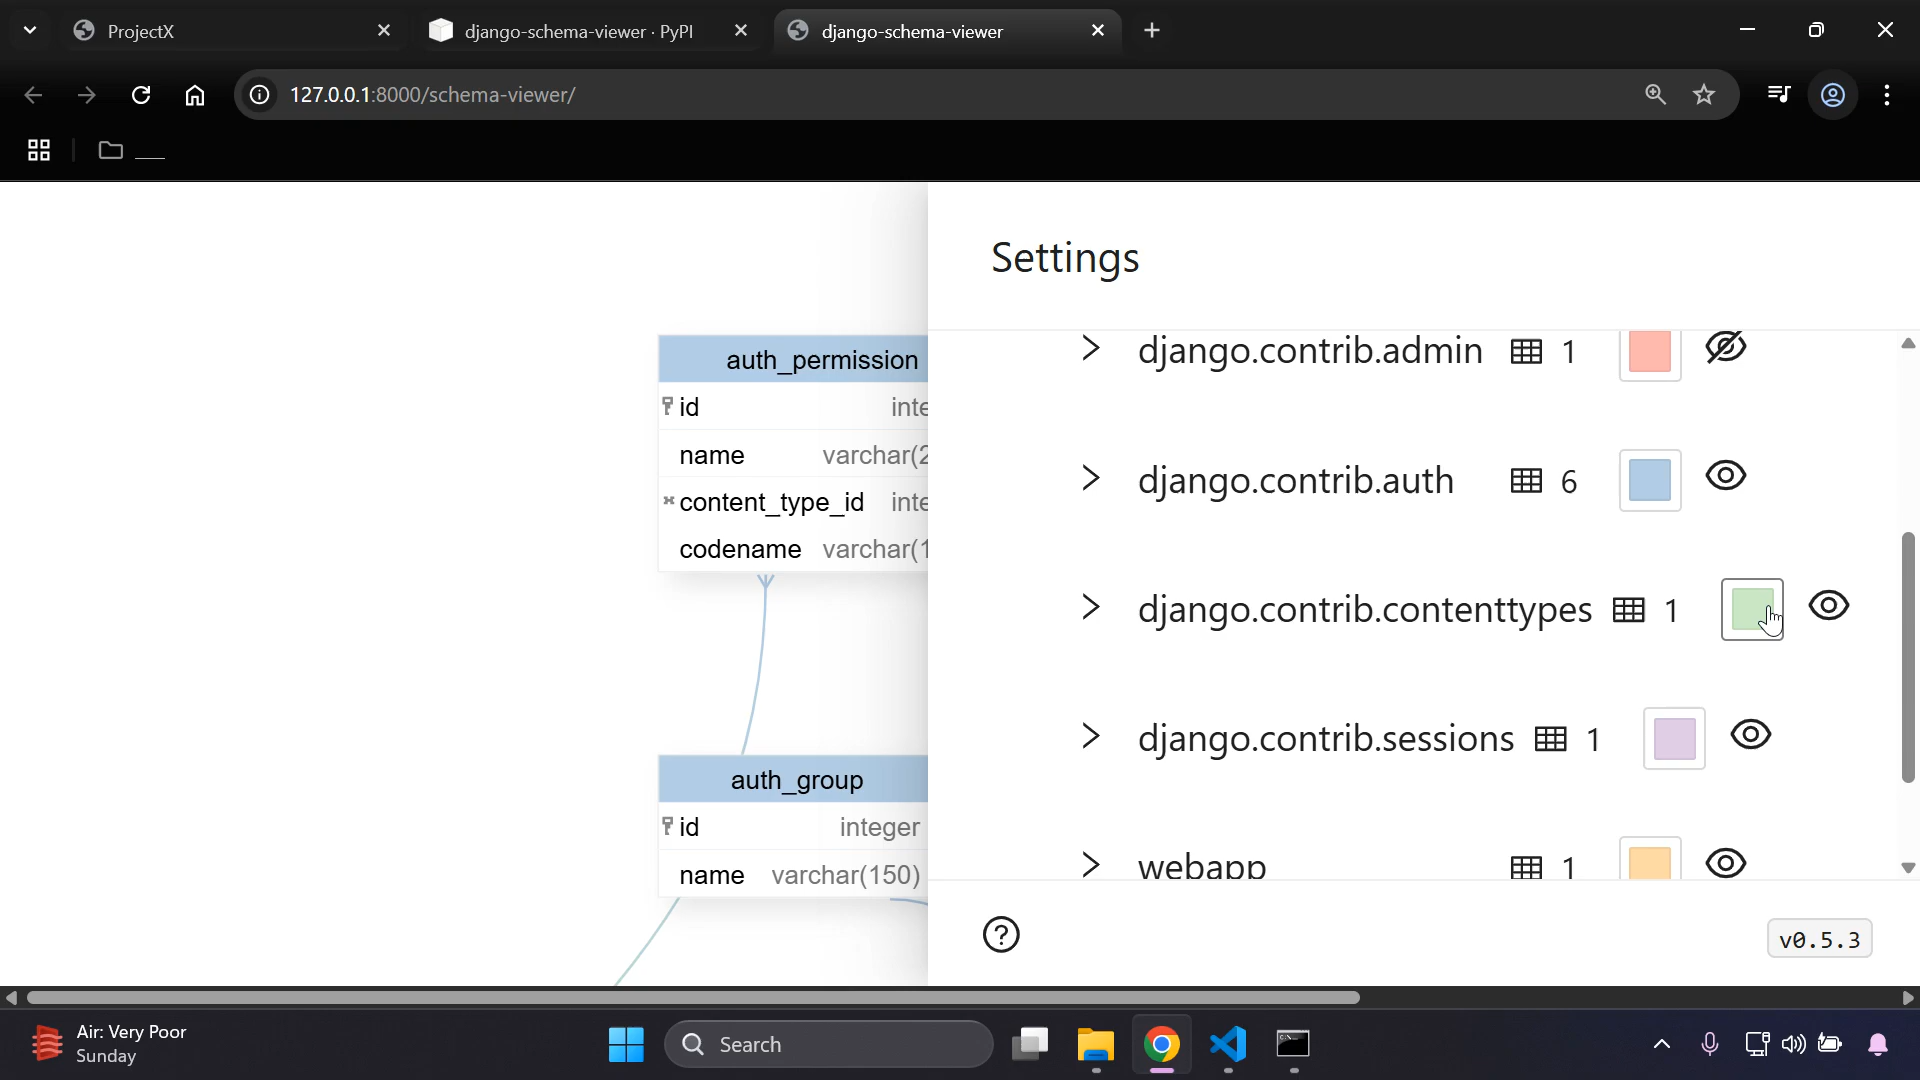 ProjectX
django-schema-viewer · PyPI
django-schema-viewer
127.0.0.1:8000/schema-viewer/
Settings
auth_permission
id inte
name varchar(2
content_type_id inte
codename varchar(1
auth_group
id integer
name varchar(150)
django.contrib.admin 1
django.contrib.auth 6
django.contrib.contenttypes 1
django.contrib.sessions 1
webapp 1
v0.5.3
Air: Very Poor
Sunday
Search